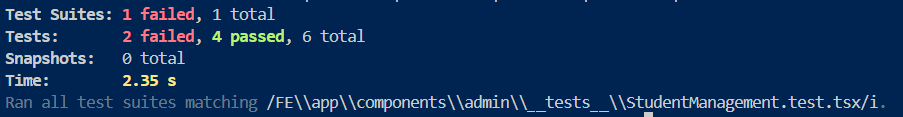 Test Suites: 1 failed, 1 total
Tests:       2 failed, 4 passed, 6 total
Snapshots:   0 total
Time:        2.35 s
Ran all test suites matching /FE\\app\\components\\admin\\__tests__\\StudentManagement.test.tsx/i.